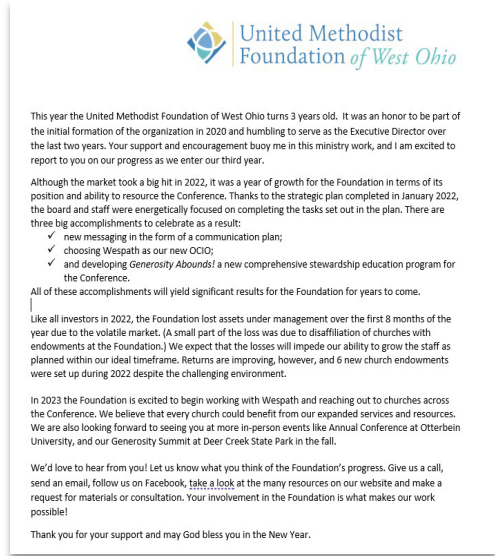 United Methodist
Foundation of West Ohio
This year the United Methodist Foundation of West Ohio turns 3 years old.  It was an honor to be part of
the initial formation of the organization in 2020 and humbling to serve as the Executive Director over
the last two years. Your support and encouragement buoy me in this ministry work, and I am excited to
report to you on our progress as we enter our third year.
Although the market took a big hit in 2022, it was a year of growth for the Foundation in terms of its
position and ability to resource the Conference. Thanks to the strategic plan completed in January 2022,
the board and staff were energetically focused on completing the tasks set out in the plan. There are
three big accomplishments to celebrate as a result:
✓ new messaging in the form of a communication plan;
✓ choosing Wespath as our new OCIO;
✓ and developing Generosity Abounds! a new comprehensive stewardship education program for
the Conference.
All of these accomplishments will yield significant results for the Foundation for years to come.
Like all investors in 2022, the Foundation lost assets under management over the first 8 months of the
year due to the volatile market. (A small part of the loss was due to disaffiliation of churches with
endowments at the Foundation.) We expect that the losses will impede our ability to grow the staff as
planned within our ideal timeframe. Returns are improving, however, and 6 new church endowments
were set up during 2022 despite the challenging environment.
In 2023 the Foundation is excited to begin working with Wespath and reaching out to churches across
the Conference. We believe that every church could benefit from our expanded services and resources.
We are also looking forward to seeing you at more in-person events like Annual Conference at Otterbein
University, and our Generosity Summit at Deer Creek State Park in the fall.
We'd love to hear from you! Let us know what you think of the Foundation's progress. Give us a call,
send an email, follow us on Facebook, take a look at the many resources on our website and make a
request for materials or consultation. Your involvement in the Foundation is what makes our work
possible!
Thank you for your support and may God bless you in the New Year.